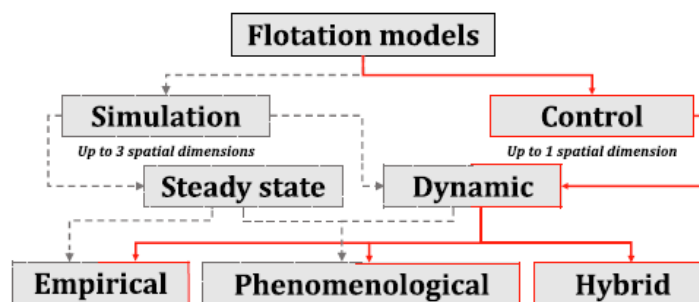 Flotation models
Simulation
Control
Up to 3 spatial dimensions
Up to 1 spatial dimension
Steady state
Dynamic
Empirical
Phenomenological
Hybrid